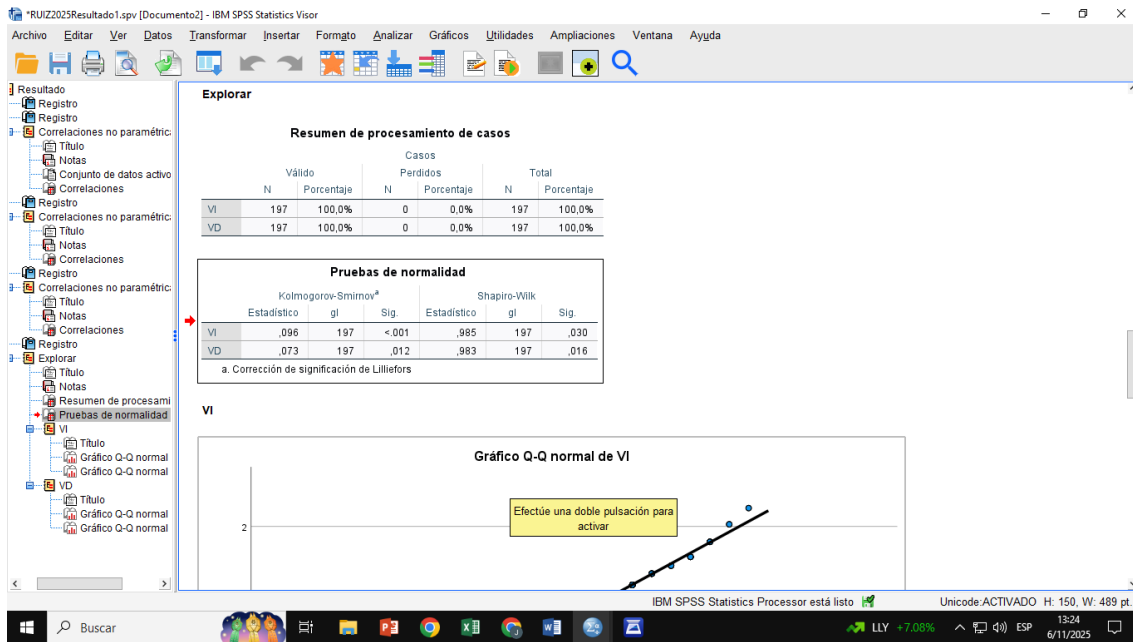 *RUIZ2025Resultado1.spv [Documento2] - IBM SPSS Statistics Visor
Archivo Editar Ver Datos Transformar Insertar Formato Analizar Gráficos Utilidades Ampliaciones Ventana Ayuda
Resultado
Registro
Registro
Correlaciones no paramétric
Título
Notas
Conjunto de datos activo
Correlaciones
Registro
Correlaciones no paramétric
Título
Notas
Correlaciones
Registro
Correlaciones no paramétric
Título
Notas
Correlaciones
Registro
Explorar
Título
Notas
Resumen de procesami
Pruebas de normalidad
VI
Título
Gráfico Q-Q normal
Gráfico Q-Q normal
VD
Título
Gráfico Q-Q normal
Gráfico Q-Q normal
Explorar
Resumen de procesamiento de casos
Casos
Válido Perdidos Total
N Porcentaje N Porcentaje N Porcentaje
VI 197 100,0% 0 0,0% 197 100,0%
VD 197 100,0% 0 0,0% 197 100,0%
Pruebas de normalidad
Kolmogorov-Smirnovᵃ Shapiro-Wilk
Estadístico gl Sig. Estadístico gl Sig.
VI ,096 197 <.001 ,985 197 ,030
VD ,073 197 ,012 ,983 197 ,016
a. Corrección de significación de Lilliefors
VI
Gráfico Q-Q normal de VI
Efectúe una doble pulsación para
activar
2
IBM SPSS Statistics Processor está listo Unicode:ACTIVADO H: 150, W: 489 pt.
Buscar
LLY +7.08%
ESP
13:24
6/11/2025